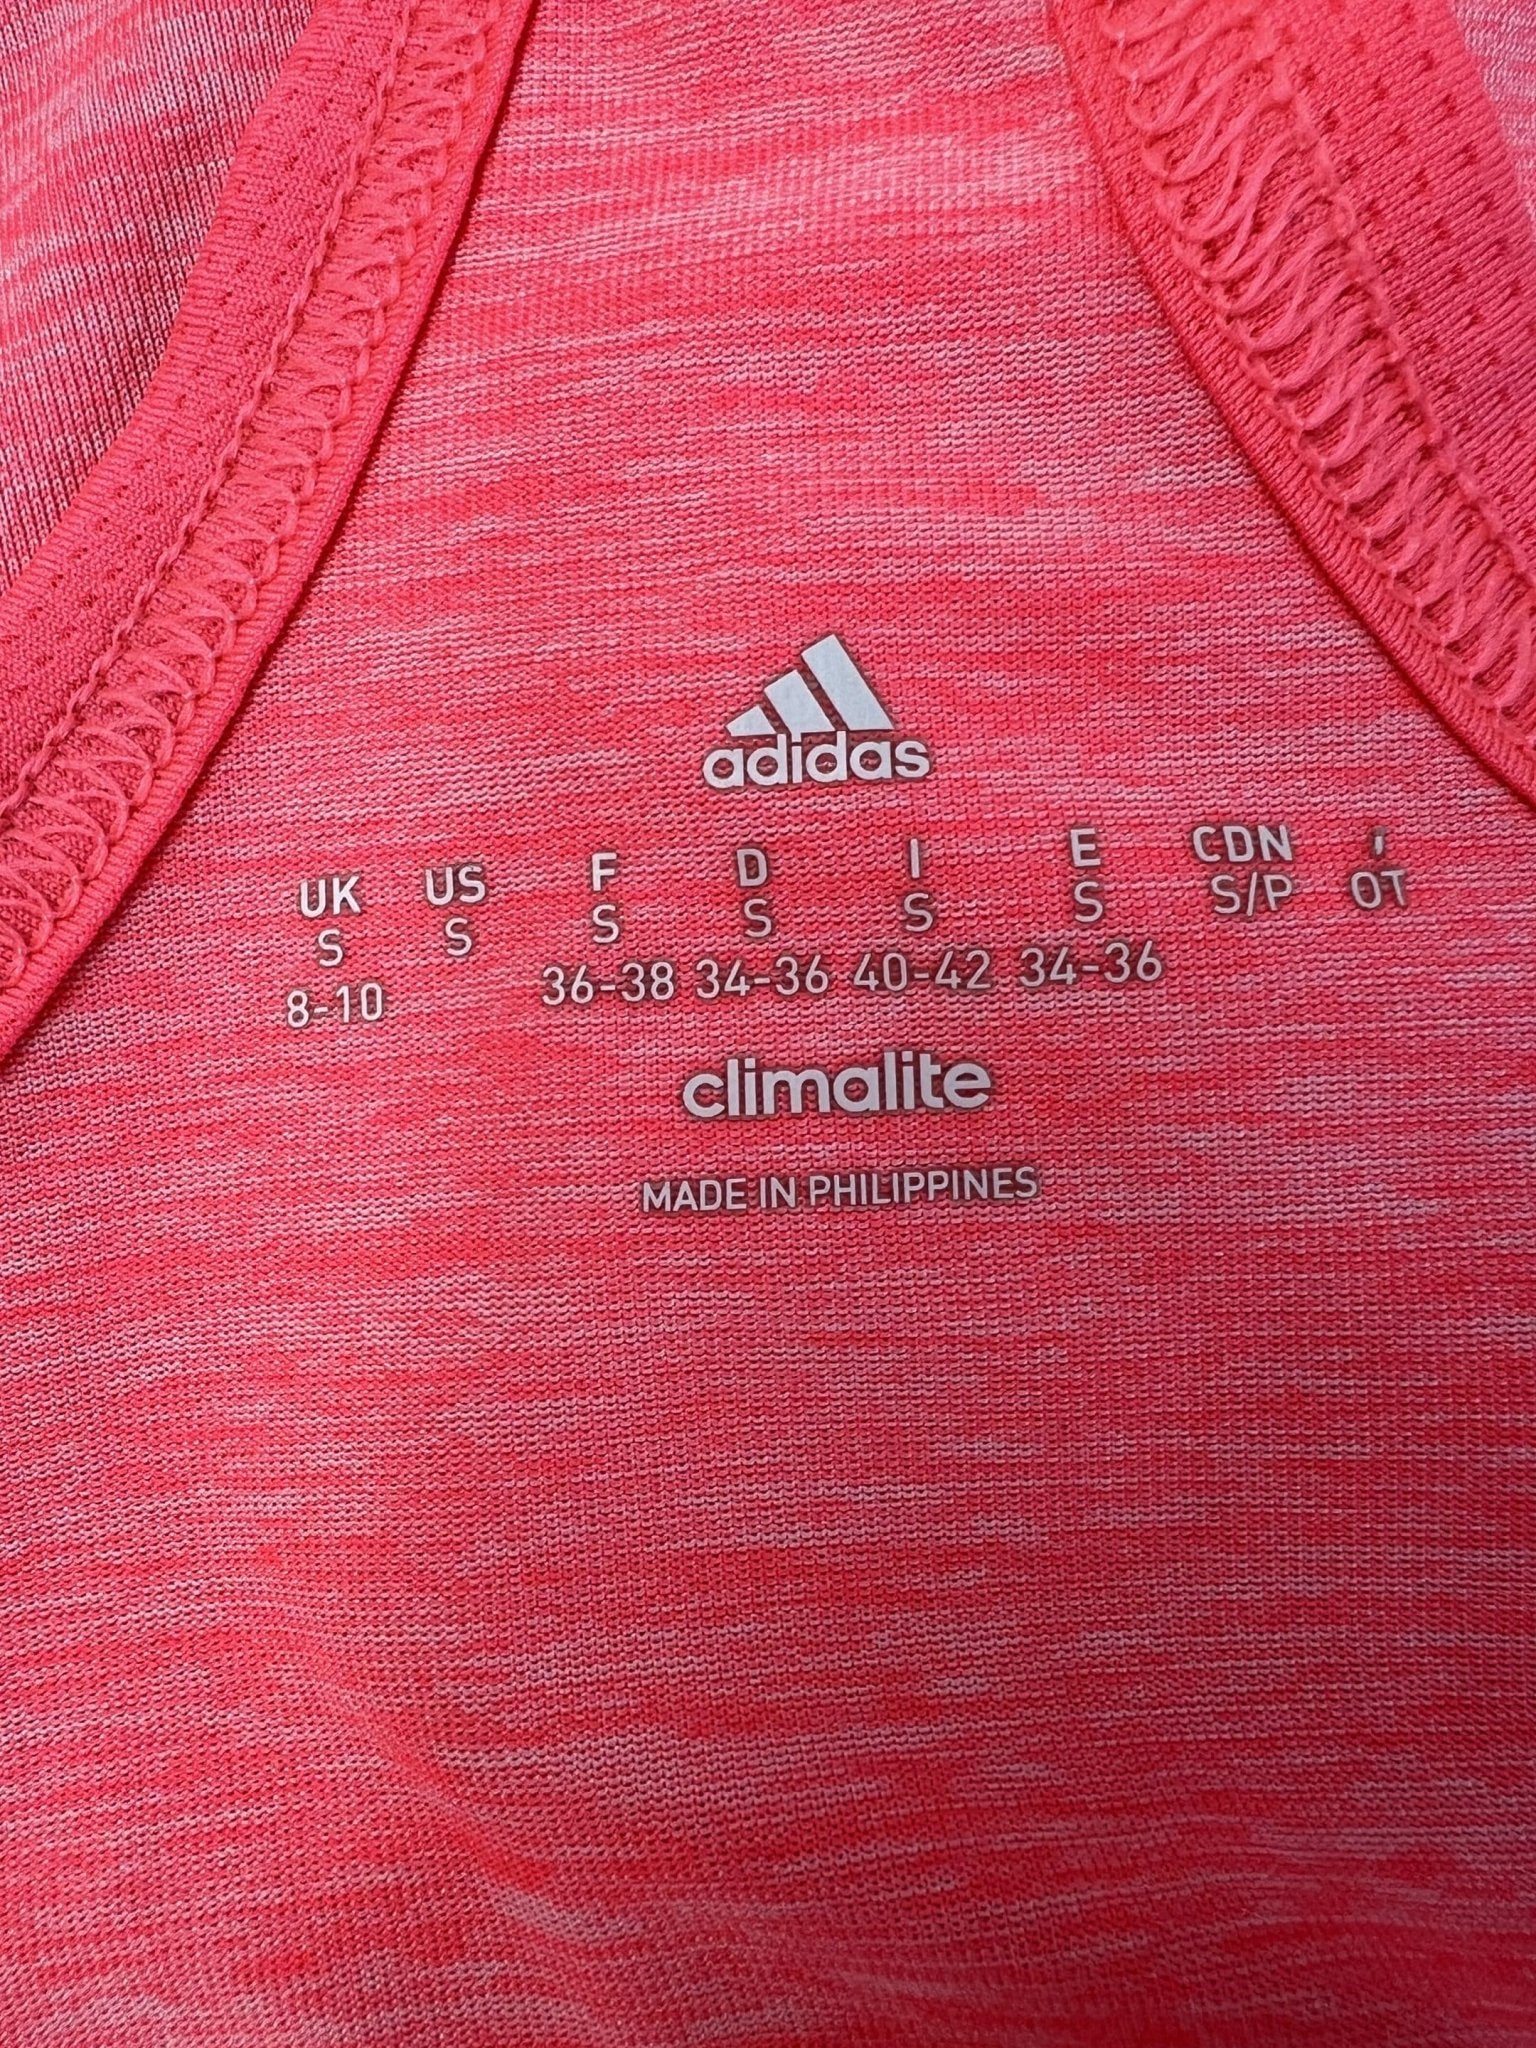 adidas
UK US F D I E CDN J
S S S S S S S/P OT
8-10 36-38 34-36 40-42 34-36
climalite
MADE IN PHILIPPINES